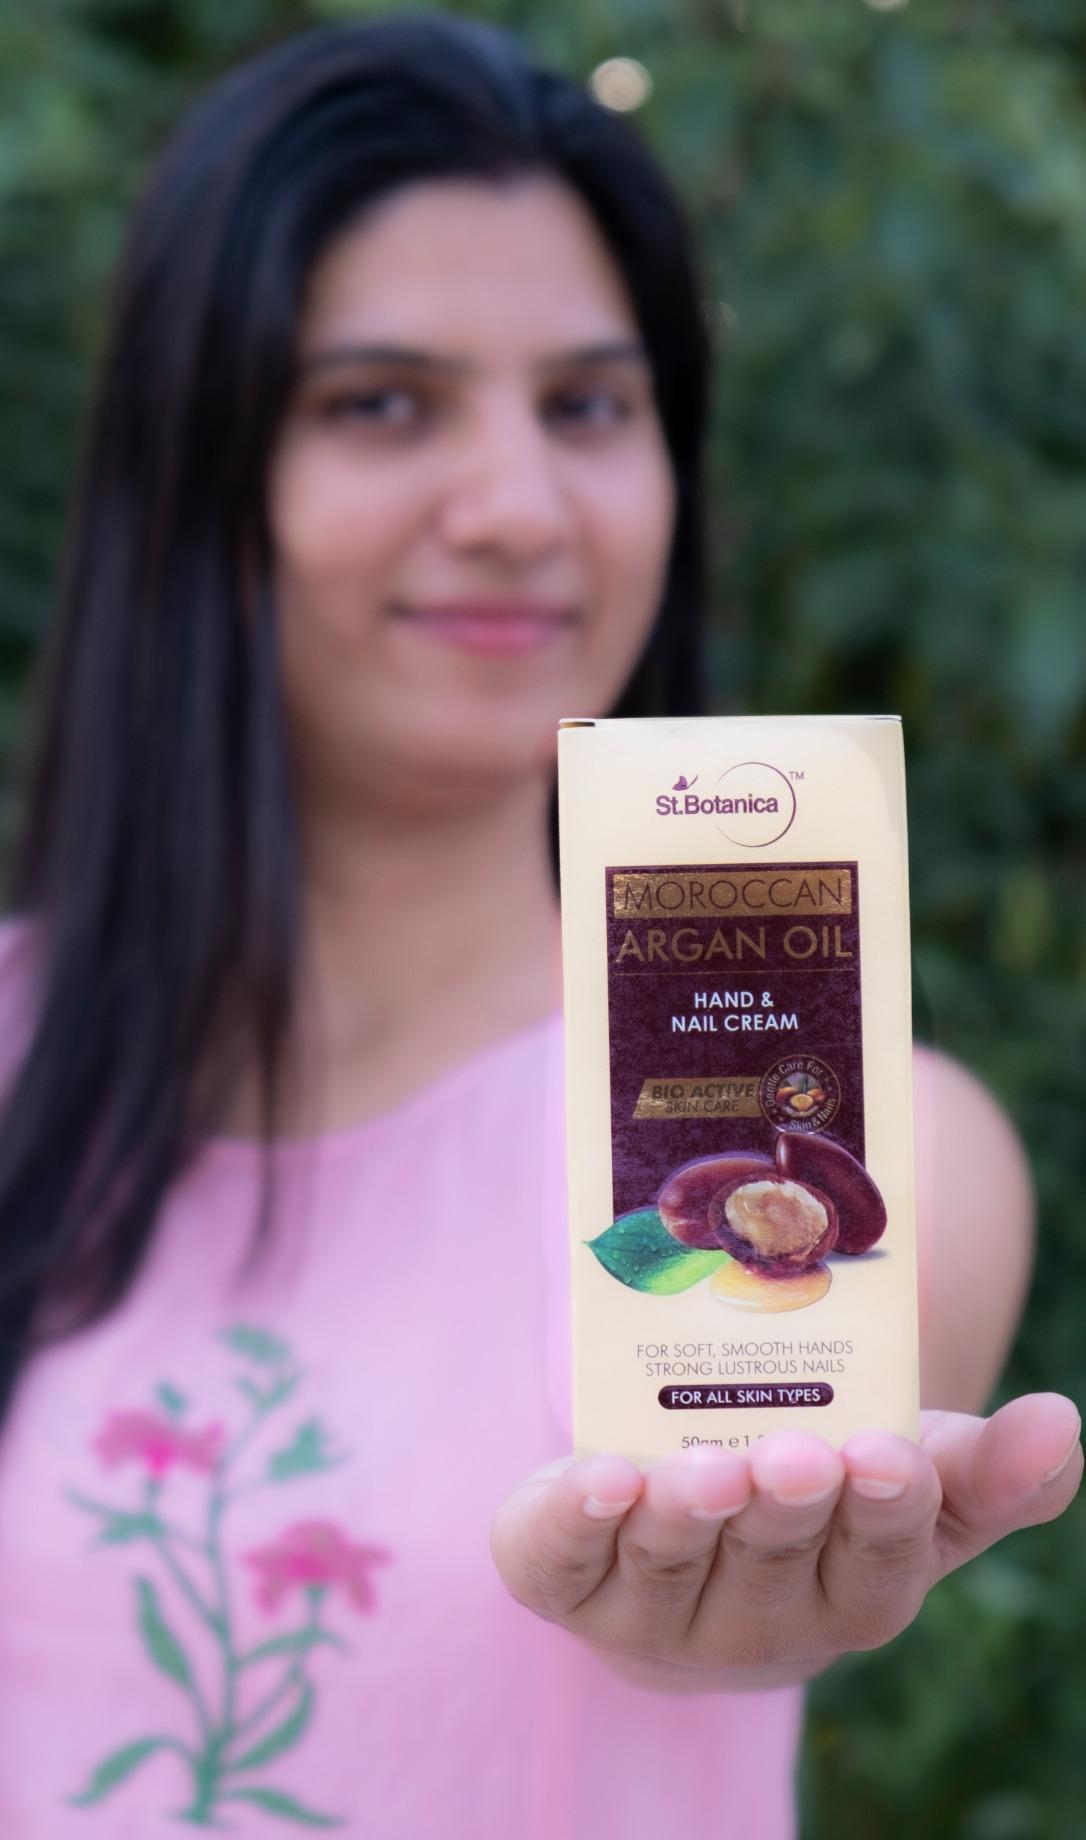 St.Botanica™
MOROCCAN
ARGAN OIL
HAND &
NAIL CREAM
BIO ACTIVE
SKIN CARE
Gentle Care For
Skin & Nails
FOR SOFT, SMOOTH HANDS
STRONG LUSTROUS NAILS
FOR ALL SKIN TYPES
50gm e